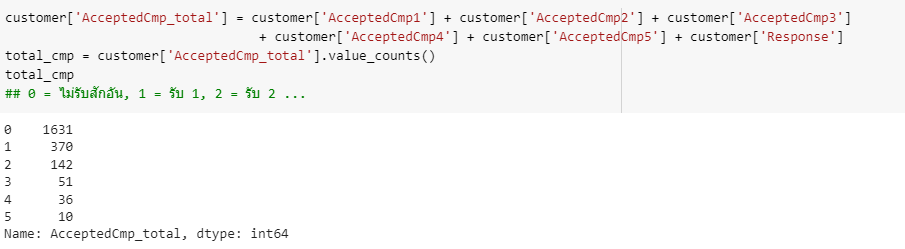 customer['AcceptedCmp_total'] = customer['AcceptedCmp1'] + customer['AcceptedCmp2'] + customer['AcceptedCmp3']
+ customer['AcceptedCmp4'] + customer['AcceptedCmp5'] + customer['Response']
total_cmp = customer['AcceptedCmp_total'].value_counts()
total_cmp
## 0 = ไม่รับสักอัน, 1 = รับ 1, 2 = รับ 2 ...
0 1631
1 370
2 142
3 51
4 36
5 10
Name: AcceptedCmp_total, dtype: int64